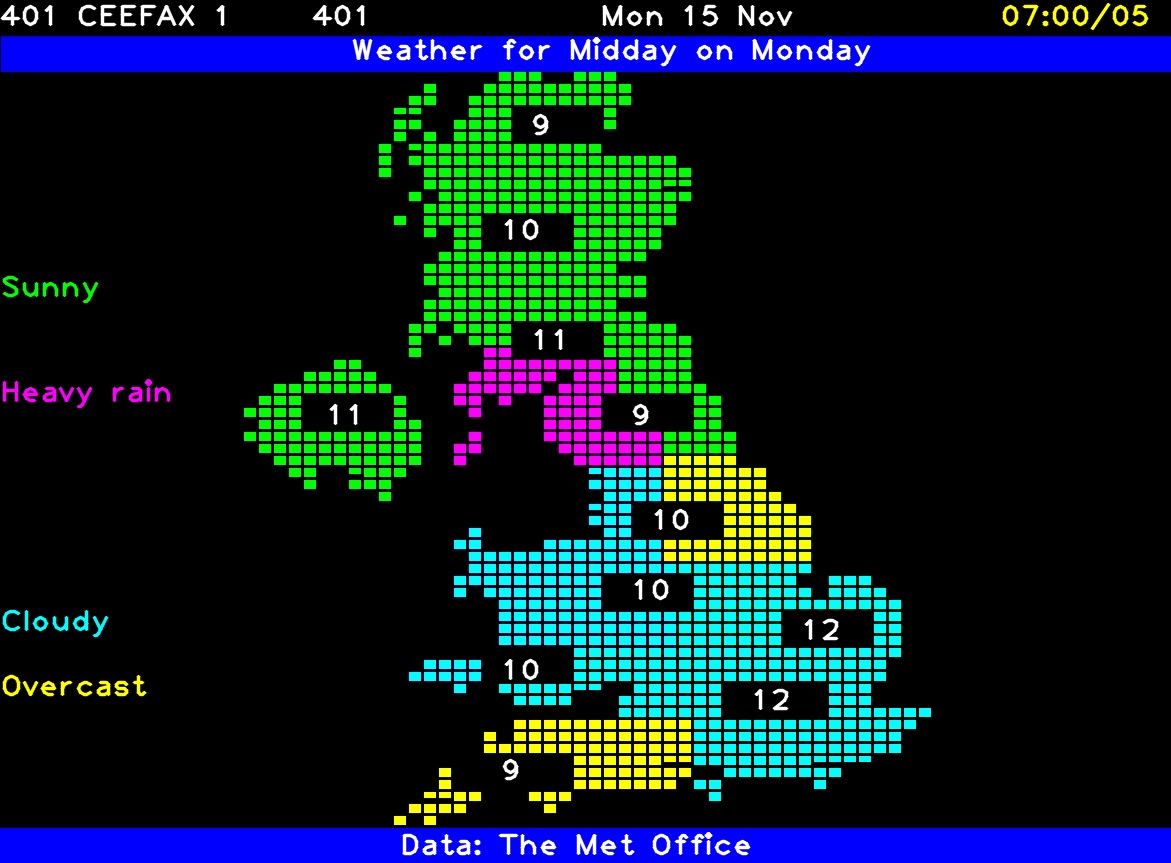 401 CEEFAX 1 401 Mon 15 Nov 07:00/05
Weather for Midday on Monday
9
10
Sunny
11
Heavy rain
11 9
10
10
Cloudy 12
10
Overcast 12
9
Data: The Met Office